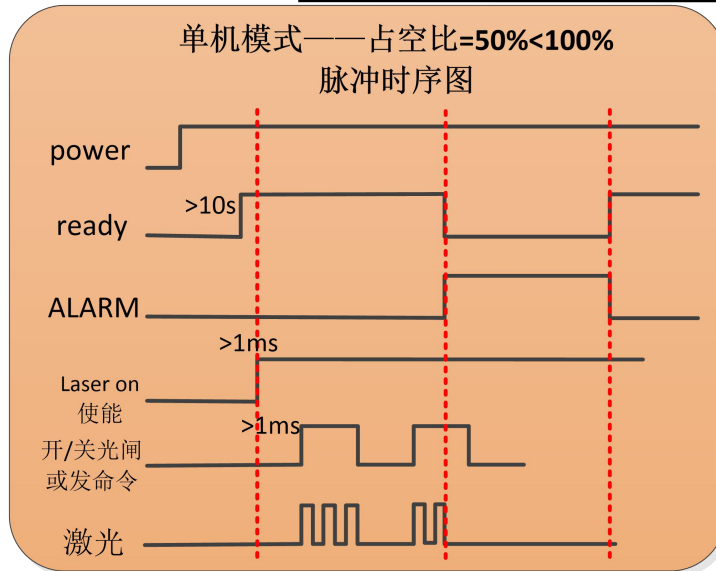 单机模式——占空比=50%<100%
脉冲时序图
power
>10s
ready
ALARM
>1ms
Laser on
使能
>1ms
开/关光闸
或发命令
激光